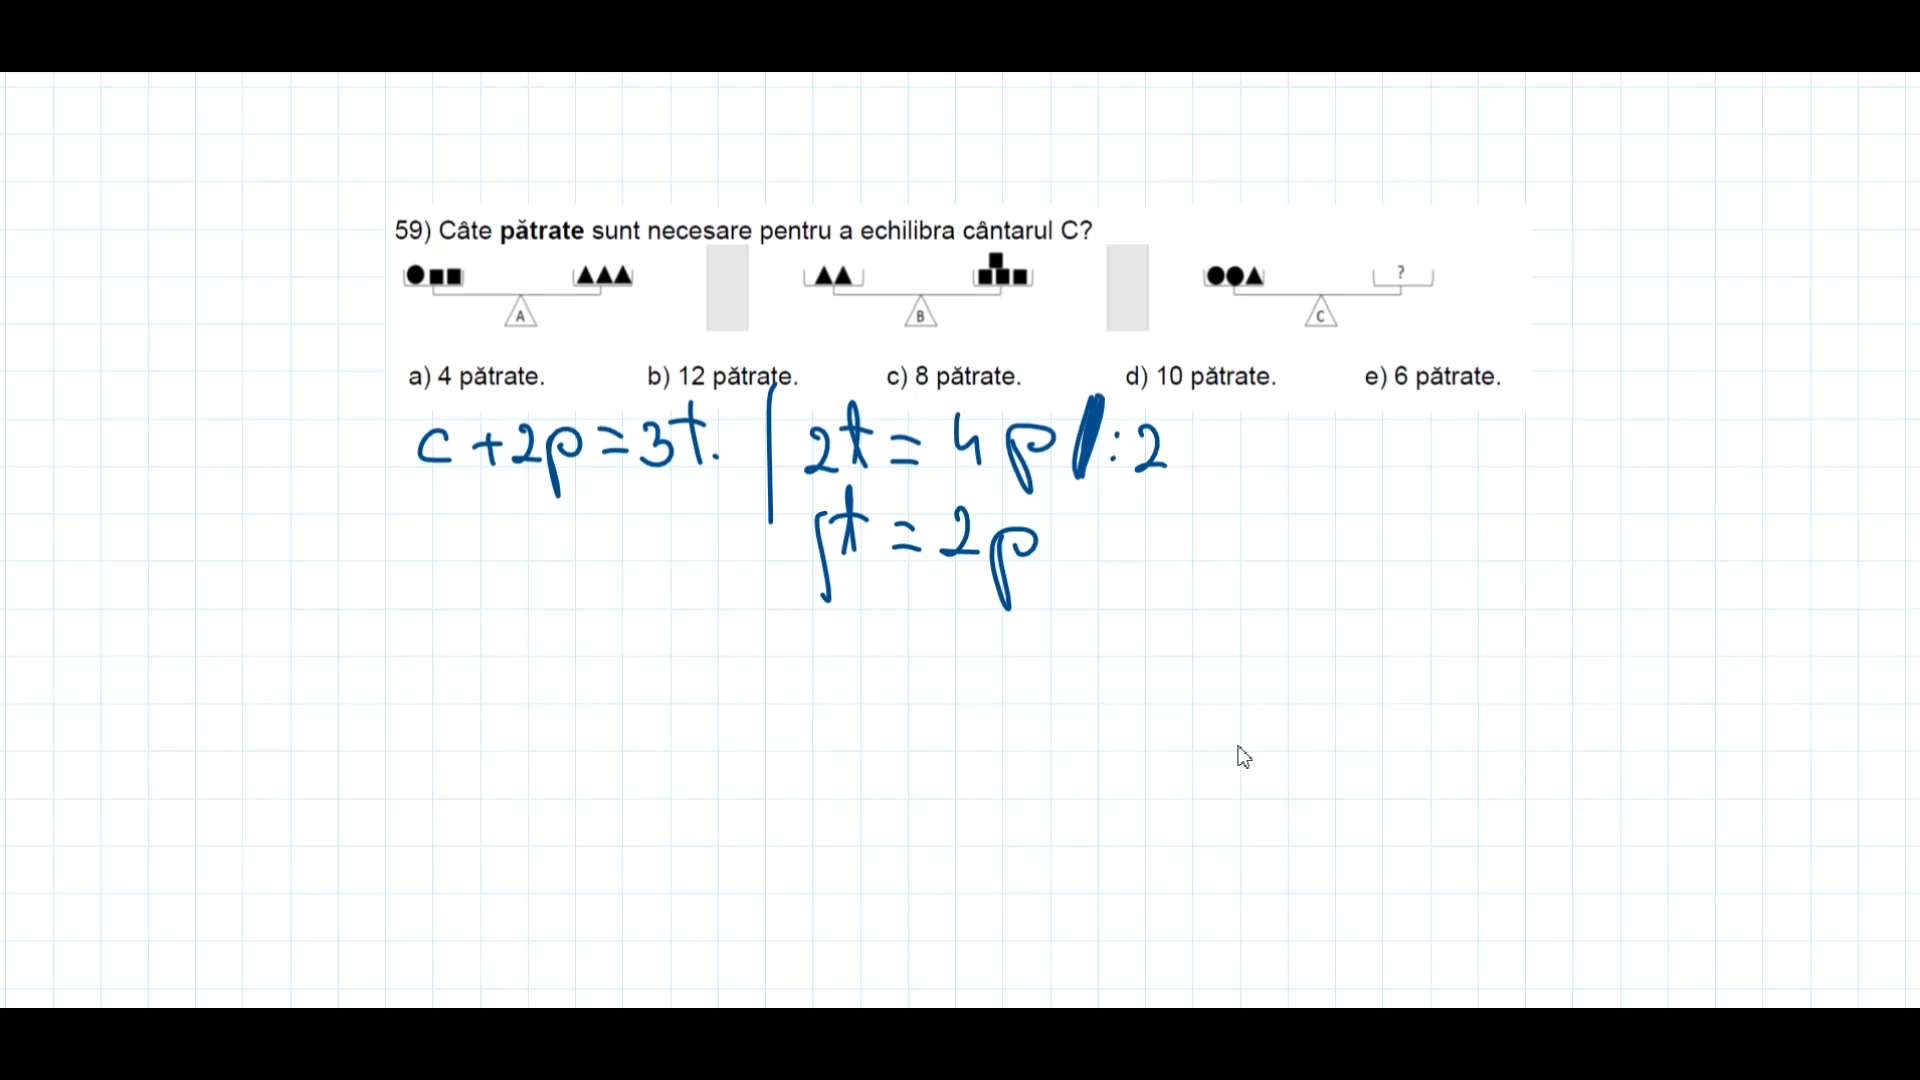 59) Câte pătrate sunt necesare pentru a echilibra cântarul C?
?
A B C
a) 4 pătrate. b) 12 pătrate. c) 8 pătrate. d) 10 pătrate. e) 6 pătrate.
c + 2p = 3t. | 2t = 4p | : 2
t = 2p